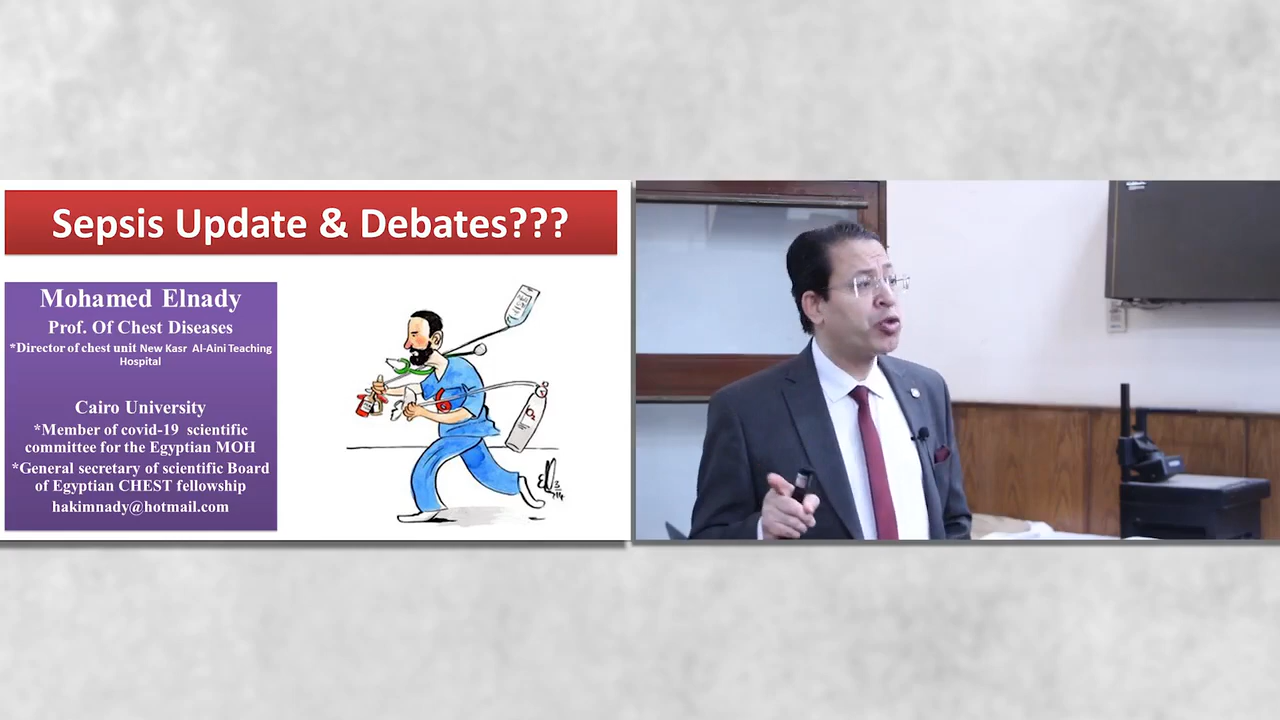 Sepsis Update & Debates???
Mohamed Elnady
Prof. Of Chest Diseases
*Director of chest unit New Kasr Al-Aini Teaching
Hospital
Cairo University
*Member of covid-19 scientific
committee for the Egyptian MOH
*General secretary of scientific Board
of Egyptian CHEST fellowship
hakimnady@hotmail.com
O₂